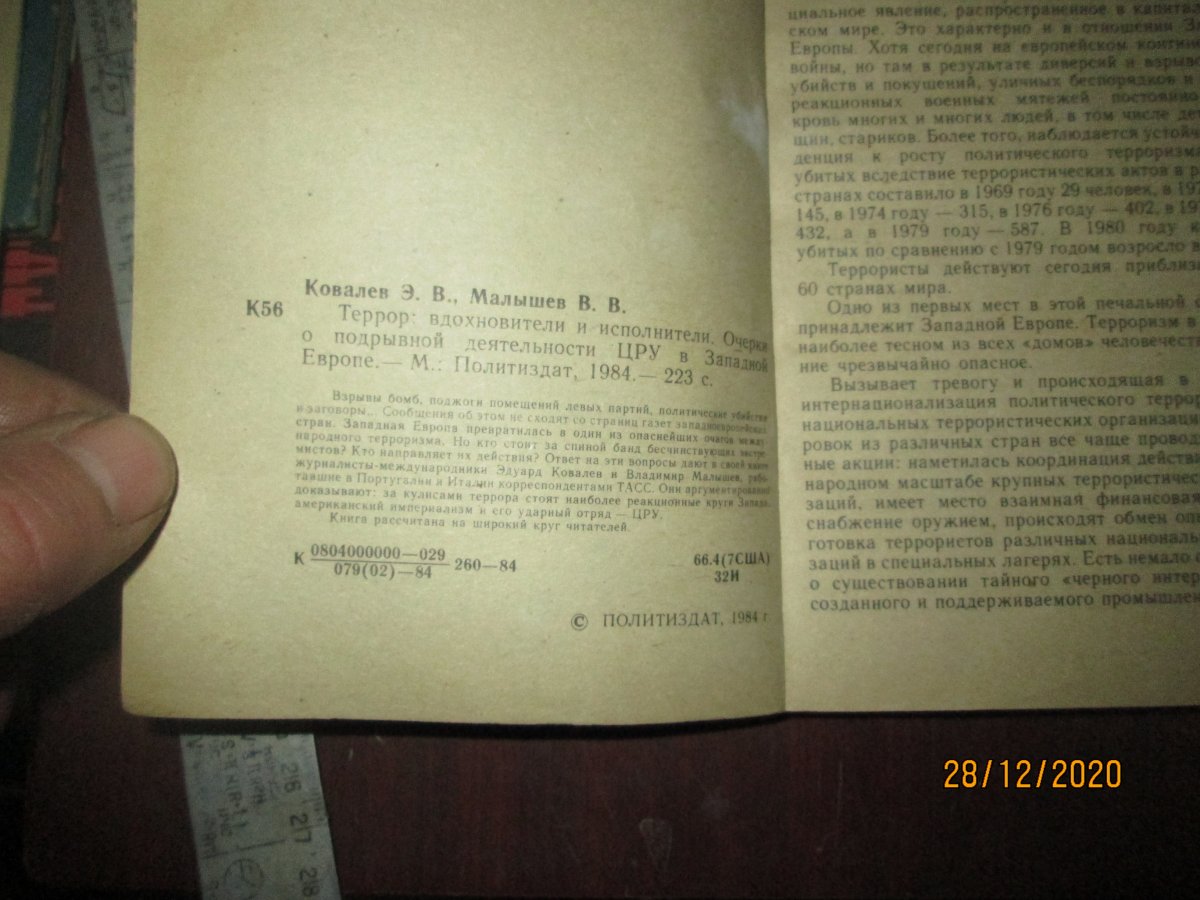 Ковалев Э. В., Малышев В. В.
К56
Террор: вдохновители и исполнители. Очерки
о подрывной деятельности ЦРУ в Западной
Европе.— М.: Политиздат, 1984.— 223 с.
Взрывы бомб, поджоги помещений левых партий, политические убийства
и заговоры... Сообщения об этом не сходят со страниц газет западноевропейских
стран. Западная Европа превратилась в один из опаснейших очагов между-
народного терроризма. Но кто стоит за спиной банд бесчинствующих экстре-
мистов? Кто направляет их действия? Ответ на эти вопросы дают в своей книге
журналисты-международники Эдуард Ковалев и Владимир Малышев, рабо-
тавшие в Португалии и Италии корреспондентами ТАСС. Они аргументированно
доказывают: за кулисами террора стоят наиболее реакционные круги Запада,
американский империализм и его ударный отряд — ЦРУ.
Книга рассчитана на широкий круг читателей.
К 0804000000—029
079(02)—84
260—84
66.4(7США)
32И
© ПОЛИТИЗДАТ, 1984 г.
циальное явление, распространенное в капитал
ском мире. Это характерно и в отношении За
Европы. Хотя сегодня на европейском контин
войны, но там в результате диверсий и взрыво
убийств и покушений, уличных беспорядков и
реакционных военных мятежей постоянно
кровь многих и многих людей, в том числе де
щин, стариков. Более того, наблюдается устой
денция к росту политического терроризма
убитых вследствие террористических актов в р
странах составило в 1969 году 29 человек, в 19
145, в 1974 году — 315, в 1976 году — 402, в 19
432, а в 1979 году — 587. В 1980 году к
убитых по сравнению с 1979 годом возросло в
Террористы действуют сегодня приблизи
60 странах мира.
Одно из первых мест в этой печальной
принадлежит Западной Европе. Терроризм в
наиболее тесном из всех «домов» человечеств
ние чрезвычайно опасное.
Вызывает тревогу и происходящая в
интернационализация политического террор
национальных террористических организаци
ровок из различных стран все чаще провод
ные акции: наметилась координация действ
народном масштабе крупных террористичес
заций, имеет место взаимная финансовая
снабжение оружием, происходят обмен оп
готовка террористов различных националь
заций в специальных лагерях. Есть немало
о существовании тайного «черного интер
созданного и поддерживаемого промышлен
28/12/2020
26
27
28